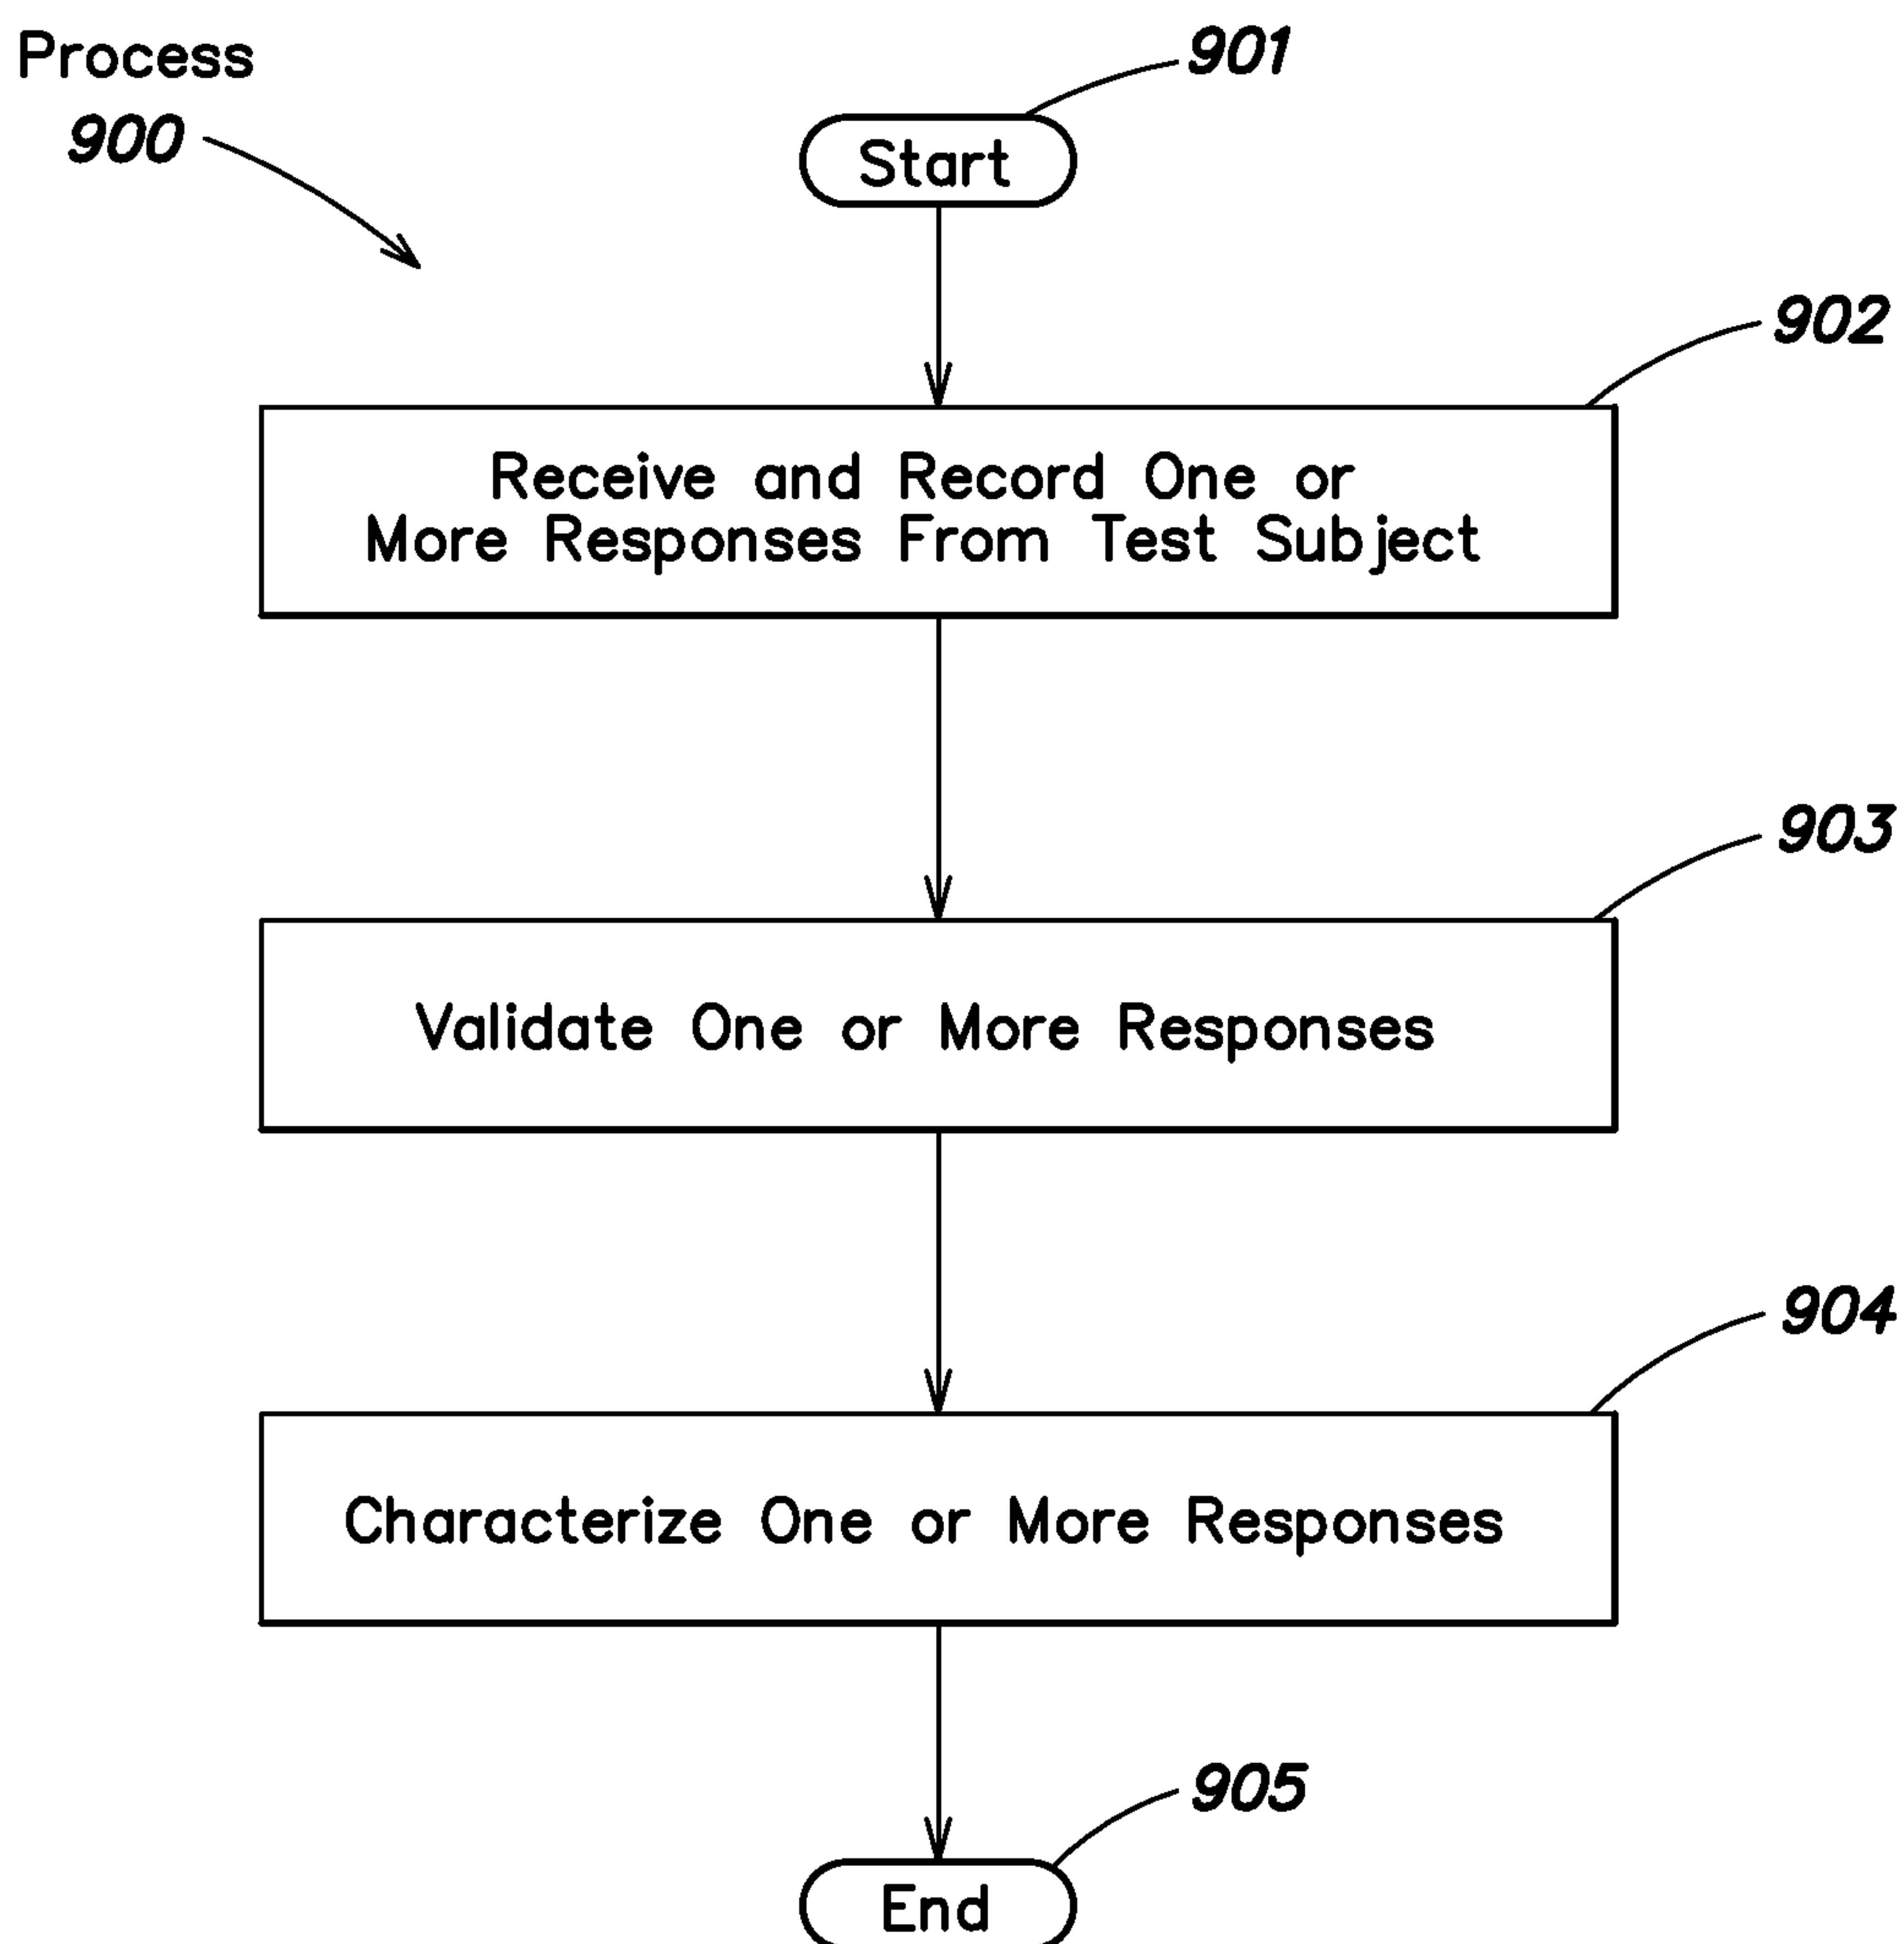 Process
900
901
Start
902
Receive and Record One or
More Responses From Test Subject
903
Validate One or More Responses
904
Characterize One or More Responses
905
End